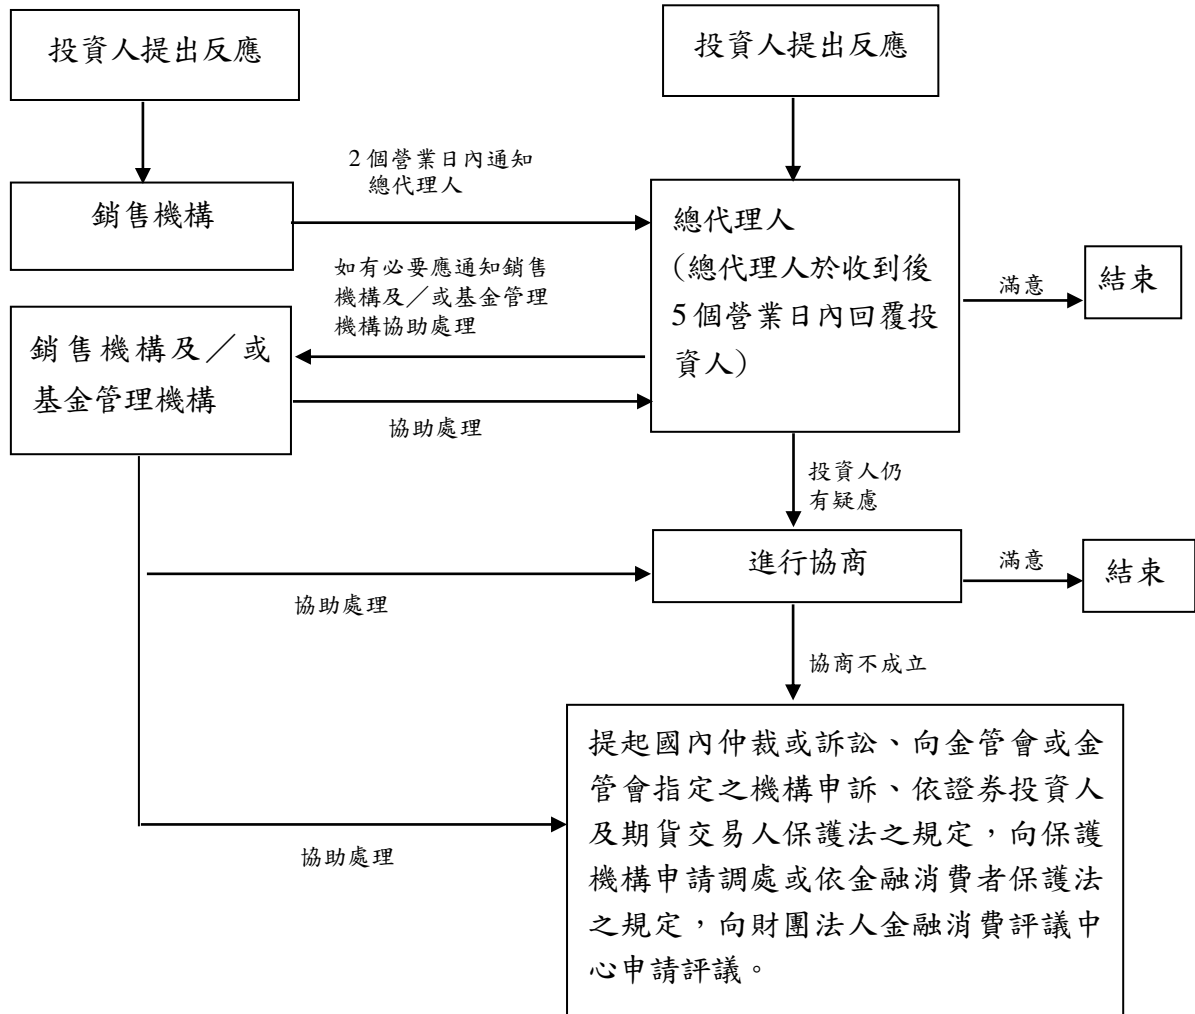 投資人提出反應
投資人提出反應
2個營業日內通知
總代理人
銷售機構
總代理人
(總代理人於收到後
5個營業日內回覆投
資人)
滿意
結束
如有必要應通知銷售
機構及／或基金管理
機構協助處理
銷售機構及／或
基金管理機構
協助處理
投資人仍
有疑慮
進行協商
滿意
結束
協助處理
協商不成立
提起國內仲裁或訴訟、向金管會或金
管會指定之機構申訴、依證券投資人
及期貨交易人保護法之規定，向保護
機構申請調處或依金融消費者保護法
之規定，向財團法人金融消費評議中
心申請評議。
協助處理